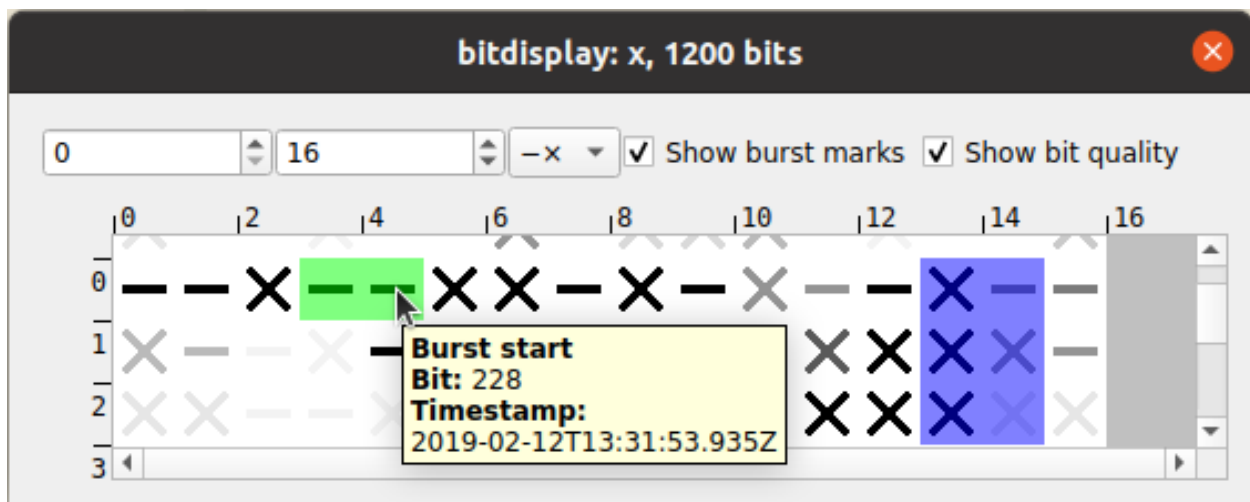 bitdisplay: x, 1200 bits
0 16 −× Show burst marks Show bit quality
0 2 4 6 8 10 12 14 16
0
1
Burst start
Bit: 228
2
Timestamp:
2019-02-12T13:31:53.935Z
3